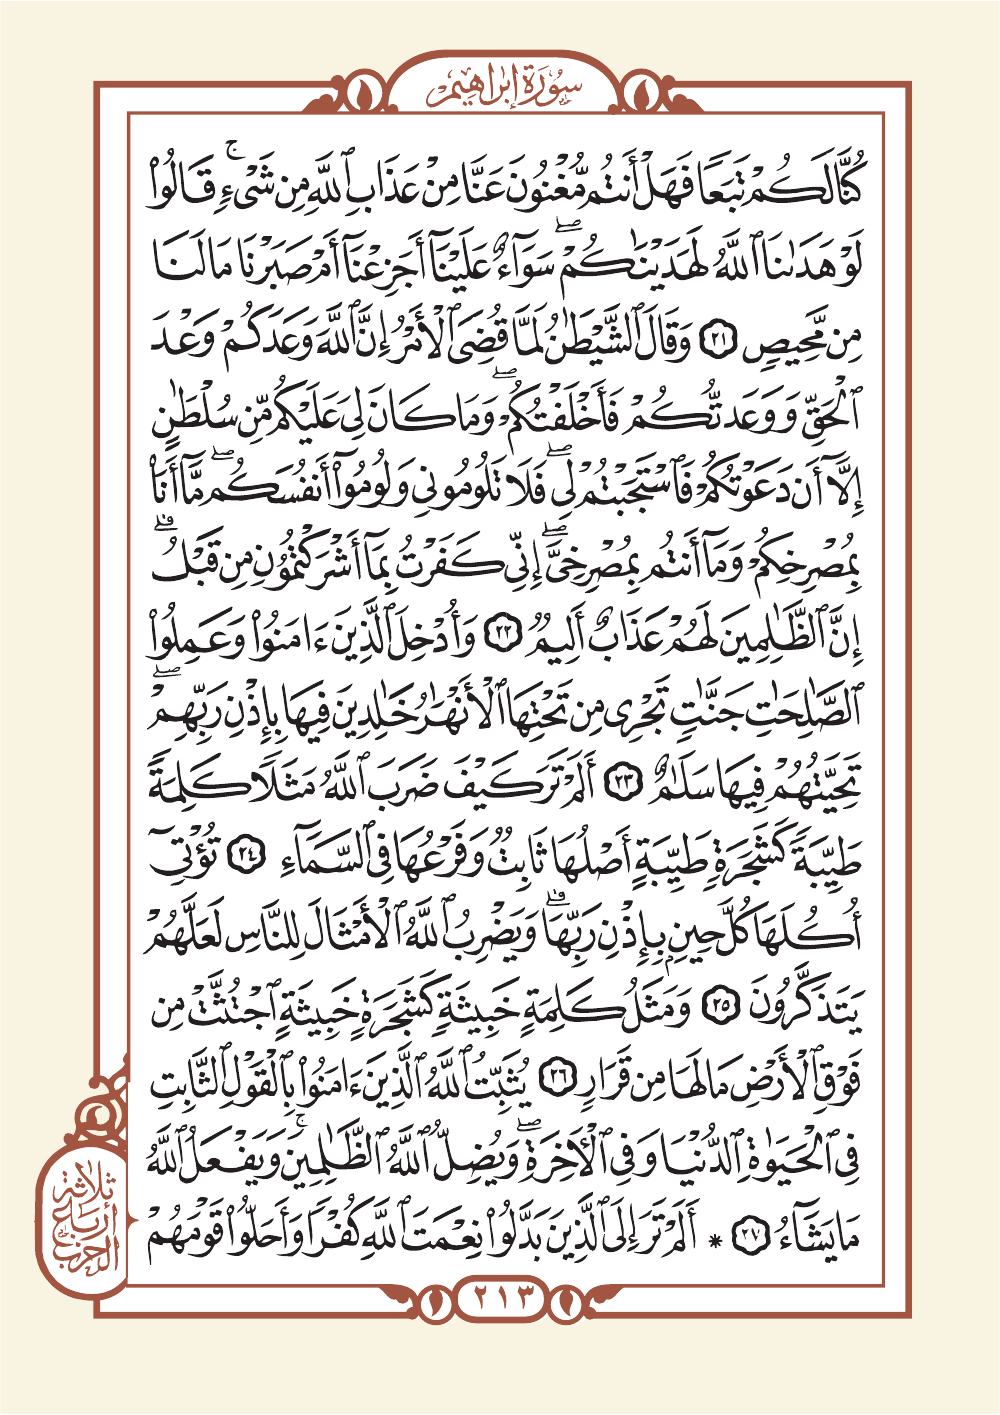 سُورَةُ إِبْرَاهِيمَ
كُنَّا لَكُمْ تَبَعًا فَهَلْ أَنتُم مُّغْنُونَ عَنَّا مِنْ عَذَابِ ٱللَّهِ مِن شَىْءٍ ۚ قَالُوا۟
لَوْ هَدَىٰنَا ٱللَّهُ لَهَدَيْنَٰكُمْ ۖ سَوَآءٌ عَلَيْنَآ أَجَزِعْنَآ أَمْ صَبَرْنَا مَا لَنَا
مِن مَّحِيصٍ ٢١ وَقَالَ ٱلشَّيْطَٰنُ لَمَّا قُضِىَ ٱلْأَمْرُ إِنَّ ٱللَّهَ وَعَدَكُمْ وَعْدَ
ٱلْحَقِّ وَوَعَدتُّكُمْ فَأَخْلَفْتُكُمْ ۖ وَمَا كَانَ لِىَ عَلَيْكُم مِّن سُلْطَٰنٍ
إِلَّآ أَن دَعَوْتُكُمْ فَٱسْتَجَبْتُمْ لِى ۖ فَلَا تَلُومُونِى وَلُومُوٓا۟ أَنفُسَكُم ۖ مَّآ أَنَا۠
بِمُصْرِخِكُمْ وَمَآ أَنتُم بِمُصْرِخِىَّ ۖ إِنِّى كَفَرْتُ بِمَآ أَشْرَكْتُمُونِ مِن قَبْلُ ۗ
إِنَّ ٱلظَّٰلِمِينَ لَهُمْ عَذَابٌ أَلِيمٌ ٢٢ وَأُدْخِلَ ٱلَّذِينَ ءَامَنُوا۟ وَعَمِلُوا۟
ٱلصَّٰلِحَٰتِ جَنَّٰتٍ تَجْرِى مِن تَحْتِهَا ٱلْأَنْهَٰرُ خَٰلِدِينَ فِيهَا بِإِذْنِ رَبِّهِمْ ۖ
تَحِيَّتُهُمْ فِيهَا سَلَٰمٌ ٢٣ أَلَمْ تَرَ كَيْفَ ضَرَبَ ٱللَّهُ مَثَلًا كَلِمَةً
طَيِّبَةً كَشَجَرَةٍ طَيِّبَةٍ أَصْلُهَا ثَابِتٌ وَفَرْعُهَا فِى ٱلسَّمَآءِ ٢٤ تُؤْتِىٓ
أُكُلَهَا كُلَّ حِينٍۭ بِإِذْنِ رَبِّهَا ۗ وَيَضْرِبُ ٱللَّهُ ٱلْأَمْثَالَ لِلنَّاسِ لَعَلَّهُمْ
يَتَذَكَّرُونَ ٢٥ وَمَثَلُ كَلِمَةٍ خَبِيثَةٍ كَشَجَرَةٍ خَبِيثَةٍ ٱجْتُثَّتْ مِن
فَوْقِ ٱلْأَرْضِ مَا لَهَا مِن قَرَارٍ ٢٦ يُثَبِّتُ ٱللَّهُ ٱلَّذِينَ ءَامَنُوا۟ بِٱلْقَوْلِ ٱلثَّابِتِ
فِى ٱلْحَيَوٰةِ ٱلدُّنْيَا وَفِى ٱلْءَاخِرَةِ ۖ وَيُضِلُّ ٱللَّهُ ٱلظَّٰلِمِينَ ۚ وَيَفْعَلُ ٱللَّهُ
مَا يَشَآءُ ٢٧ * أَلَمْ تَرَ إِلَى ٱلَّذِينَ بَدَّلُوا۟ نِعْمَتَ ٱللَّهِ كُفْرًا وَأَحَلُّوا۟ قَوْمَهُمْ
ثلاثة
أرباع
الحزب
٢١٣